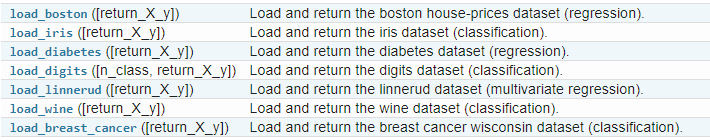 load_boston ([return_X_y]) Load and return the boston house-prices dataset (regression).
load_iris ([return_X_y]) Load and return the iris dataset (classification).
load_diabetes ([return_X_y]) Load and return the diabetes dataset (regression).
load_digits ([n_class, return_X_y]) Load and return the digits dataset (classification).
load_linnerud ([return_X_y]) Load and return the linnerud dataset (multivariate regression).
load_wine ([return_X_y]) Load and return the wine dataset (classification).
load_breast_cancer ([return_X_y]) Load and return the breast cancer wisconsin dataset (classification).